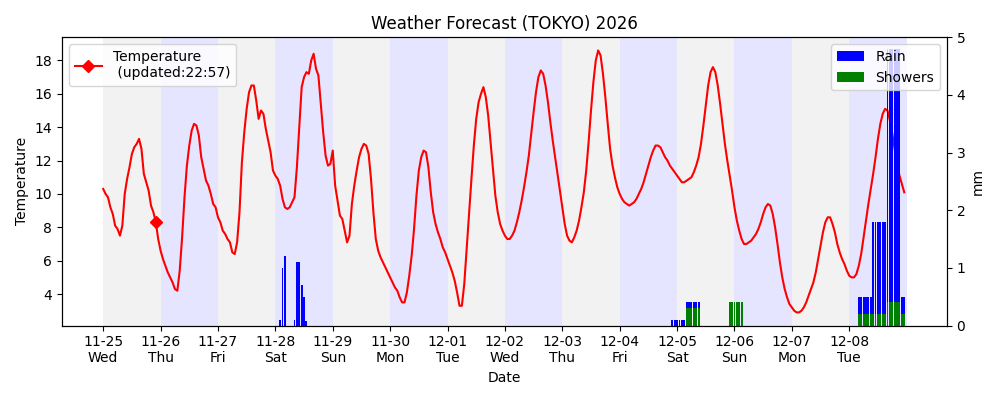 Weather Forecast (TOKYO) 2026
Temperature
(updated:22:57)
Rain
Showers
Temperature
18
16
14
12
10
8
6
4
5
4
3
2
1
0
mm
11-25 11-26 11-27 11-28 11-29 11-30 12-01 12-02 12-03 12-04 12-05 12-06 12-07 12-08
Wed Thu Fri Sat Sun Mon Tue Wed Thu Fri Sat Sun Mon Tue
Date